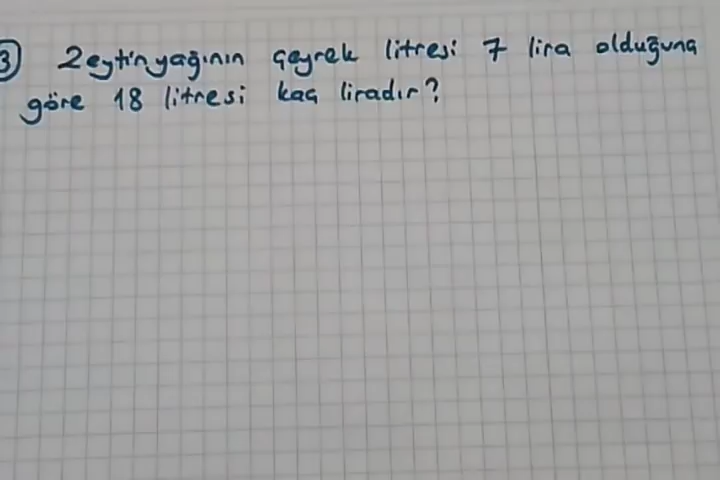 3 Zeytinyağının çeyrek litresi 7 lira olduğuna
göre 18 litresi kaç liradır?